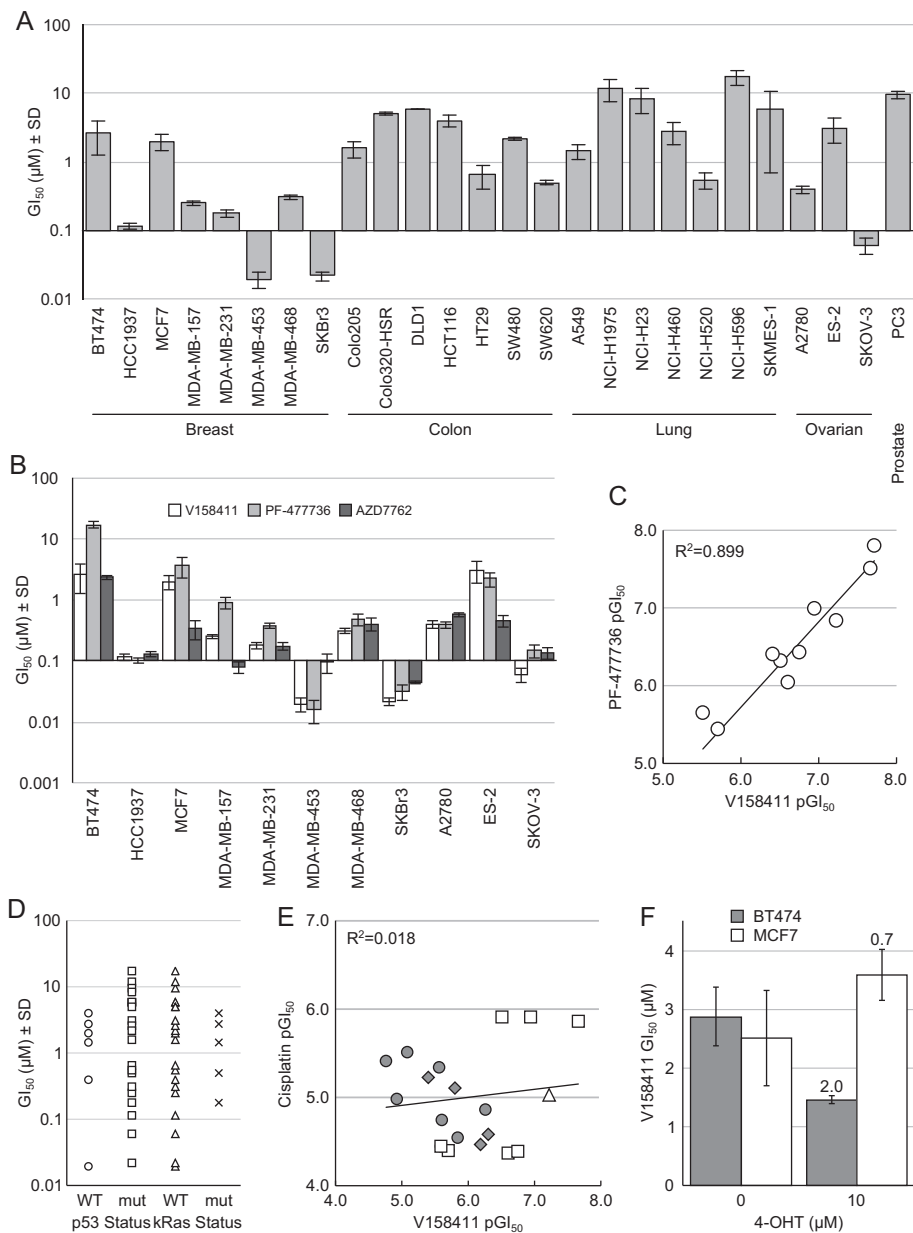 A
GI50 (µM) ± SD
100
10
1
0.1
0.01
BT474
HCC1937
MCF7
MDA-MB-157
MDA-MB-231
MDA-MB-453
MDA-MB-468
SKBr3
Colo205
Colo320-HSR
DLD1
HCT116
HT29
SW480
SW620
A549
NCI-H1975
NCI-H23
NCI-H460
NCI-H520
NCI-H596
SKMES-1
A2780
ES-2
SKOV-3
PC3
Breast
Colon
Lung
Ovarian
Prostate
B
GI50 (µM) ± SD
100
10
1
0.1
0.01
0.001
V158411 PF-477736 AZD7762
BT474
HCC1937
MCF7
MDA-MB-157
MDA-MB-231
MDA-MB-453
MDA-MB-468
SKBr3
A2780
ES-2
SKOV-3
C
R2=0.899
PF-477736 pGI50
8.0
7.0
6.0
5.0
5.0 6.0 7.0 8.0
V158411 pGI50
D
GI50 (µM) ± SD
100
10
1
0.1
0.01
WT mut WT mut
p53 Status kRas Status
E
R2=0.018
Cisplatin pGI50
7.0
6.0
5.0
4.0
4.0 5.0 6.0 7.0 8.0
V158411 pGI50
F
BT474
MCF7
V158411 GI50 (µM)
4
3
2
1
0
2.0
0.7
0 10
4-OHT (µM)